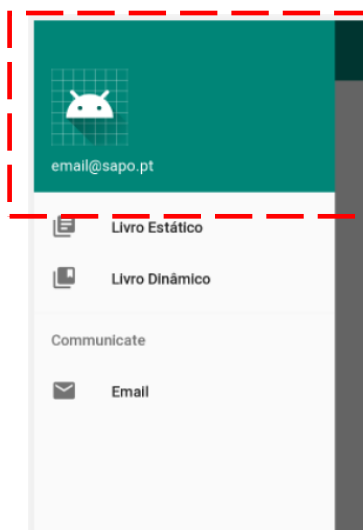 email@sapo.pt
Livro Estático
Livro Dinâmico
Communicate
Email